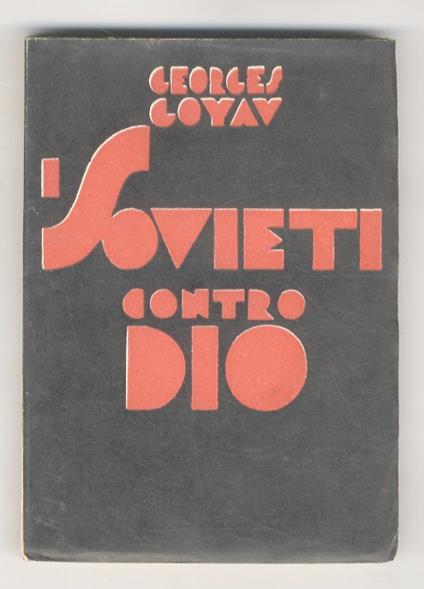 GEORGES
GOYAU
I SOVIETI
CONTRO
DIO